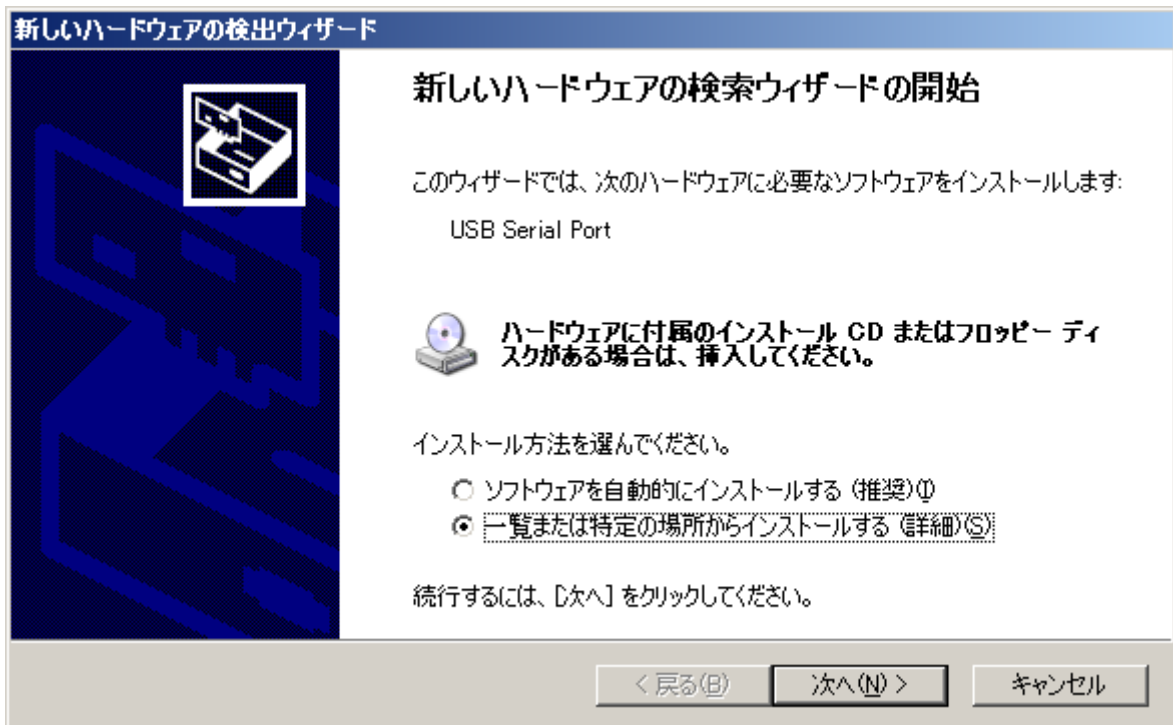 新しいハードウェアの検出ウィザード
新しいハードウェアの検索ウィザードの開始
このウィザードでは、次のハードウェアに必要なソフトウェアをインストールします:
USB Serial Port
ハードウェアに付属のインストール CD またはフロッピー ディ
スクがある場合は、挿入してください。
インストール方法を選んでください。
ソフトウェアを自動的にインストールする (推奨)(I)
一覧または特定の場所からインストールする (詳細)(S)
続行するには、[次へ] をクリックしてください。
< 戻る(B)
次へ(N) >
キャンセル